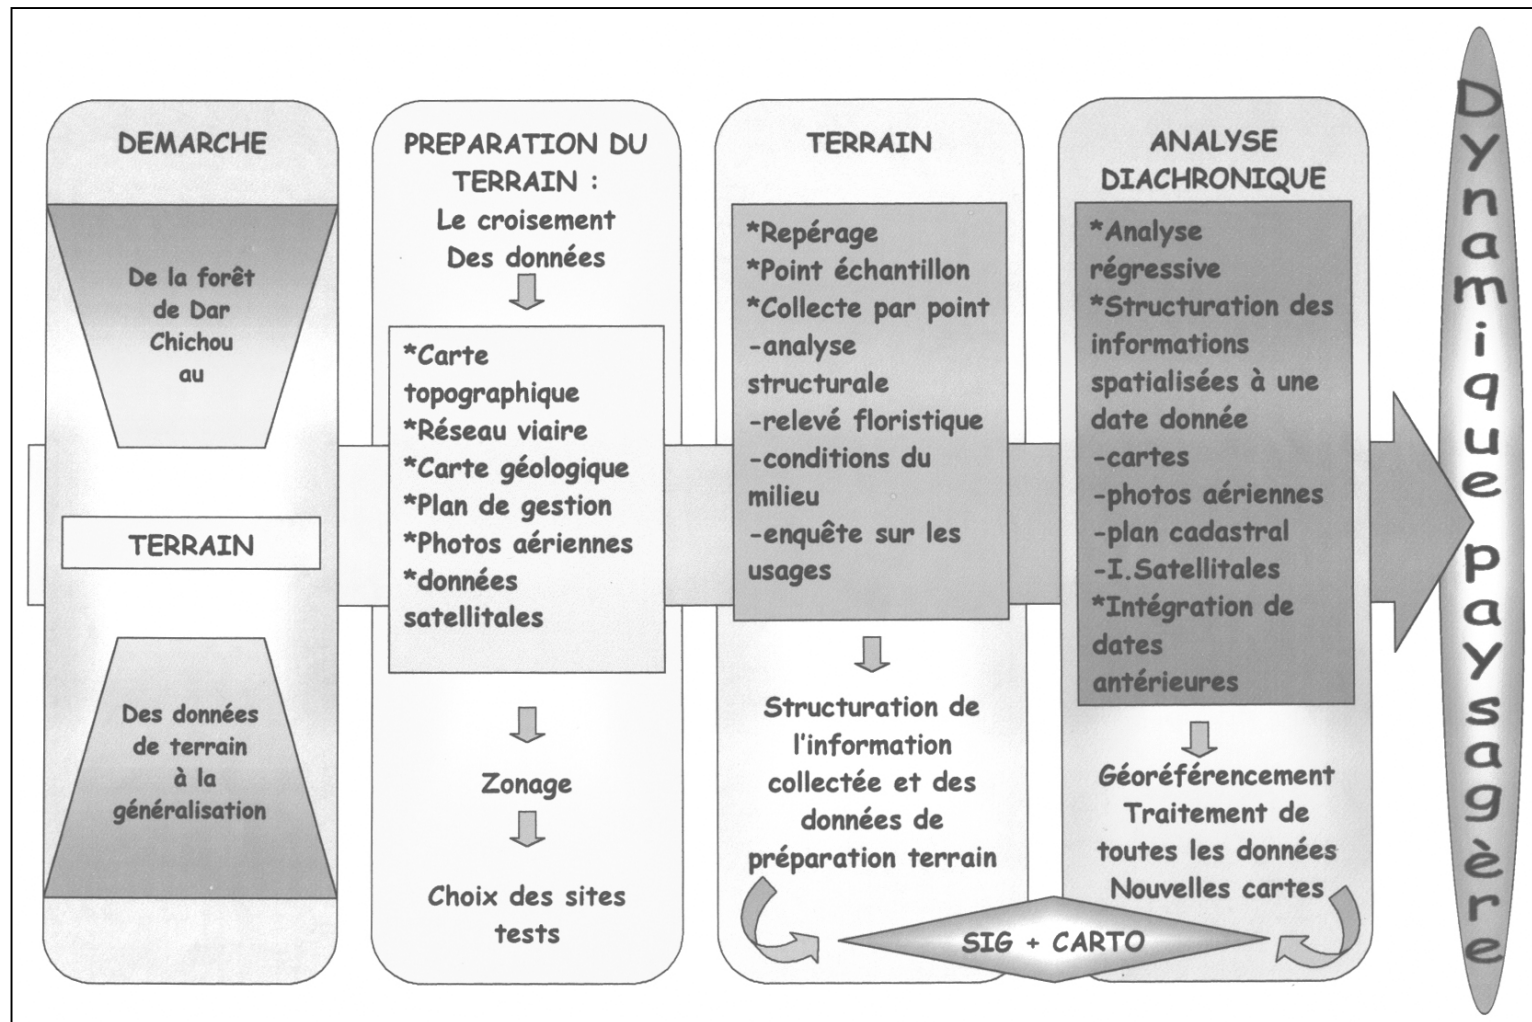 DEMARCHE
De la forêt
de Dar
Chichou
au
TERRAIN
Des données
de terrain
à la
généralisation
PREPARATION DU
TERRAIN :
Le croisement
Des données
*Carte
topographique
*Réseau viaire
*Carte géologique
*Plan de gestion
*Photos aériennes
*données
satellitales
Zonage
Choix des sites
tests
TERRAIN
*Repérage
*Point échantillon
*Collecte par point
-analyse
structurale
-relevé floristique
-conditions du
milieu
-enquête sur les
usages
Structuration de
l'information
collectée et des
données de
préparation terrain
ANALYSE
DIACHRONIQUE
*Analyse
régressive
*Structuration des
informations
spatialisées à une
date donnée
-cartes
-photos aériennes
-plan cadastral
-I.Satellitales
*Intégration de
dates
antérieures
Géoréférencement
Traitement de
toutes les données
Nouvelles cartes
SIG + CARTO
Dynamique paysagère